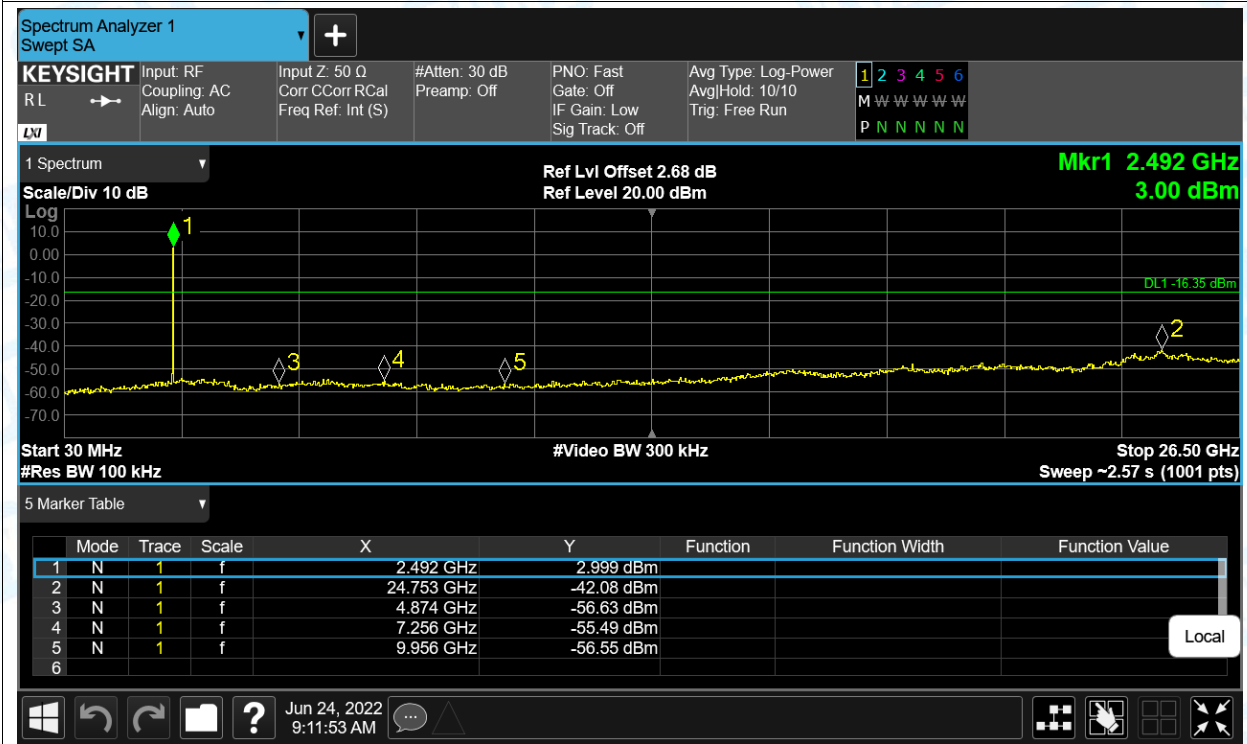 Spectrum Analyzer 1
Swept SA
+
KEYSIGHT
R L
LXI
Input: RF
Coupling: AC
Align: Auto
Input Z: 50 Ω
Corr CCorr RCal
Freq Ref: Int (S)
#Atten: 30 dB
Preamp: Off
PNO: Fast
Gate: Off
IF Gain: Low
Sig Track: Off
Avg Type: Log-Power
Avg|Hold: 10/10
Trig: Free Run
1 2 3 4 5 6
M W W W W W
P N N N N N
1 Spectrum
Scale/Div 10 dB
Ref Lvl Offset 2.68 dB
Ref Level 20.00 dBm
Mkr1 2.492 GHz
3.00 dBm
Log
10.0
0.00
-10.0
-20.0
-30.0
-40.0
-50.0
-60.0
-70.0
1
DL1 -16.35 dBm
2
3
4
5
Start 30 MHz
#Video BW 300 kHz
Stop 26.50 GHz
#Res BW 100 kHz
Sweep ~2.57 s (1001 pts)
5 Marker Table
Mode Trace Scale X Y Function Function Width Function Value
1 N 1 f 2.492 GHz 2.999 dBm
2 N 1 f 24.753 GHz -42.08 dBm
3 N 1 f 4.874 GHz -56.63 dBm
4 N 1 f 7.256 GHz -55.49 dBm
5 N 1 f 9.956 GHz -56.55 dBm
6
Local
?
Jun 24, 2022
9:11:53 AM